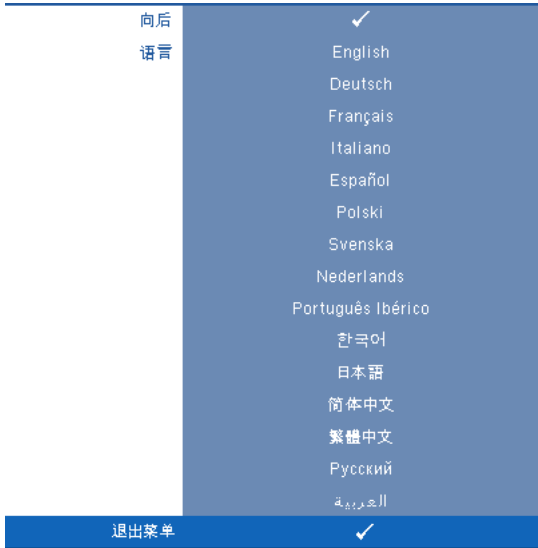 向后 ✓
语言 English
Deutsch
Français
Italiano
Español
Polski
Svenska
Nederlands
Português Ibérico
한국어
日本語
简体中文
繁體中文
Русский
العربية
退出菜单 ✓